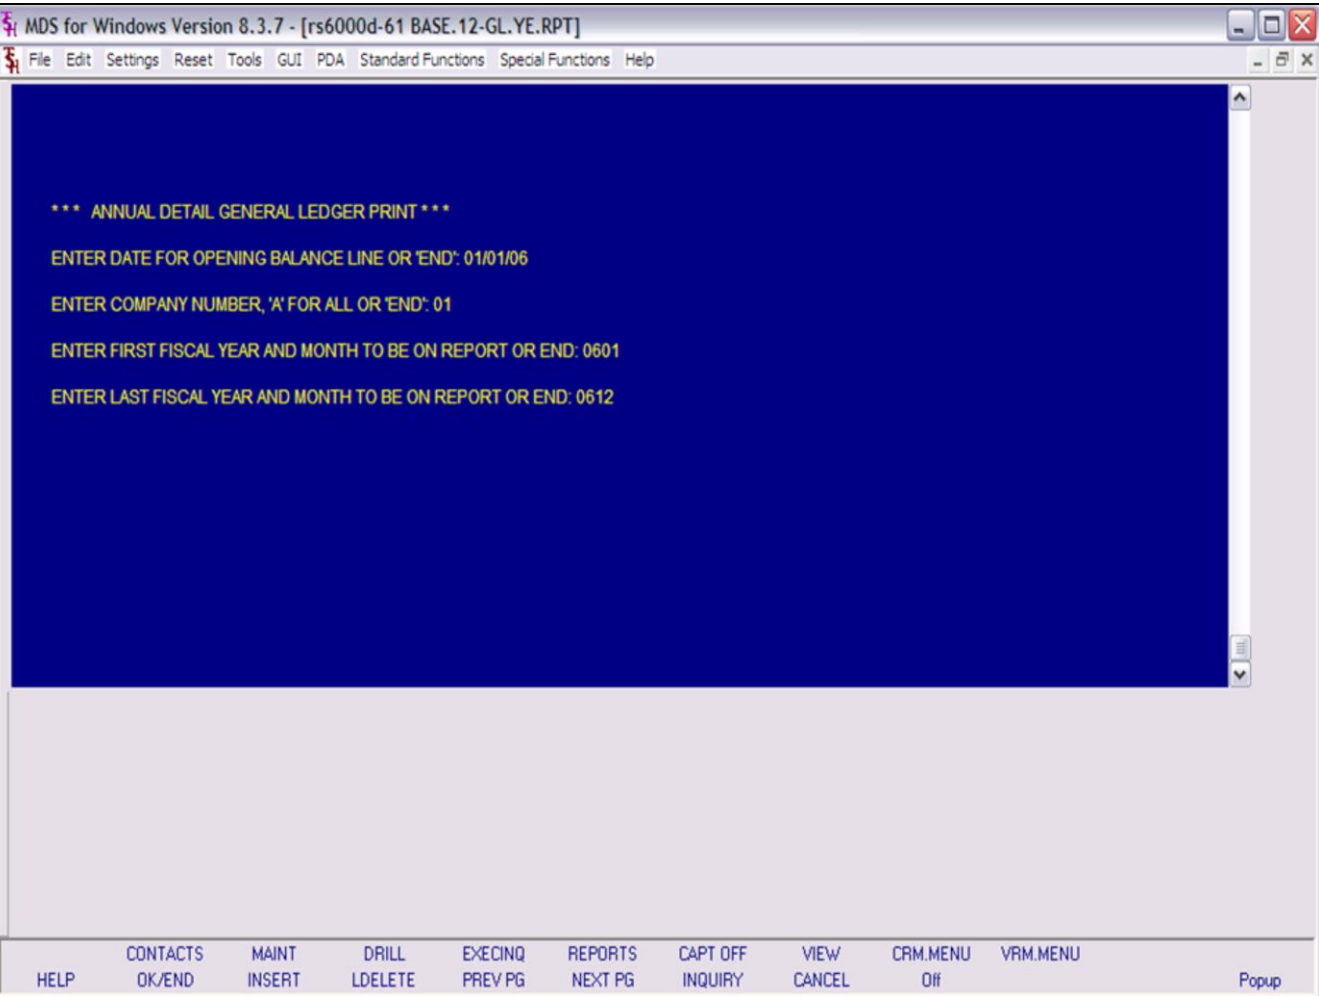 MDS for Windows Version 8.3.7 - [rs6000d-61 BASE.12-GL.YE.RPT]
File Edit Settings Reset Tools GUI PDA Standard Functions Special Functions Help
* * * ANNUAL DETAIL GENERAL LEDGER PRINT * * *
ENTER DATE FOR OPENING BALANCE LINE OR 'END': 01/01/06
ENTER COMPANY NUMBER, 'A' FOR ALL OR 'END': 01
ENTER FIRST FISCAL YEAR AND MONTH TO BE ON REPORT OR END: 0601
ENTER LAST FISCAL YEAR AND MONTH TO BE ON REPORT OR END: 0612
CONTACTS MAINT DRILL EXECINQ REPORTS CAPT OFF VIEW CRM.MENU VRM.MENU
HELP OK/END INSERT LDELETE PREV PG NEXT PG INQUIRY CANCEL Off Popup